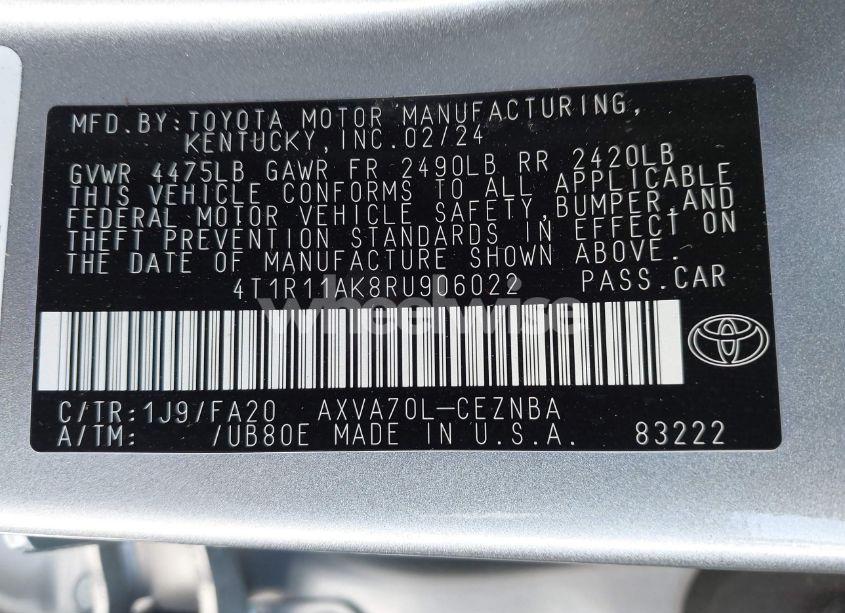 MFD.BY:TOYOTA MOTOR MANUFACTURING,
KENTUCKY,INC.02/24
GVWR 4475LB GAWR FR 2490LB RR 2420LB
THIS VEHICLE CONFORMS TO ALL APPLICABLE
FEDERAL MOTOR VEHICLE SAFETY,BUMPER,AND
THEFT PREVENTION STANDARDS IN EFFECT ON
THE DATE OF MANUFACTURE SHOWN ABOVE.
4T1R11AK8RU906022 PASS.CAR
wheelwise
C/TR:1J9/FA20 AXVA70L-CEZNBA
A/TM: /UB80E MADE IN U.S.A. 83222